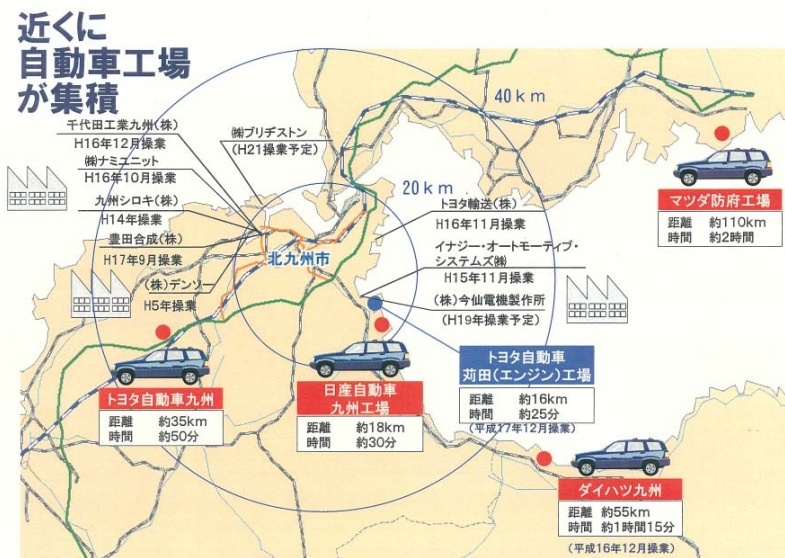 近くに
自動車工場
が集積
千代田工業九州(株)
H16年12月操業
㈱ナミユニット
H16年10月操業
九州シロキ(株)
H14年操業
豊田合成(株)
H17年9月操業
(株)デンソー
H5年操業
㈱ブリヂストン
(H21操業予定)
40km
20km
北九州市
トヨタ輸送(株)
H16年11月操業
イナジー・オートモーティブ・
システムズ㈱
H15年11月操業
(株)今仙電機製作所
(H19年操業予定)
マツダ防府工場
距離 約110km
時間 約2時間
トヨタ自動車
苅田(エンジン)工場
距離 約16km
時間 約25分
(平成17年12月操業)
トヨタ自動車九州
距離 約35km
時間 約50分
日産自動車
九州工場
距離 約18km
時間 約30分
ダイハツ九州
距離 約55km
時間 約1時間15分
(平成16年12月操業)